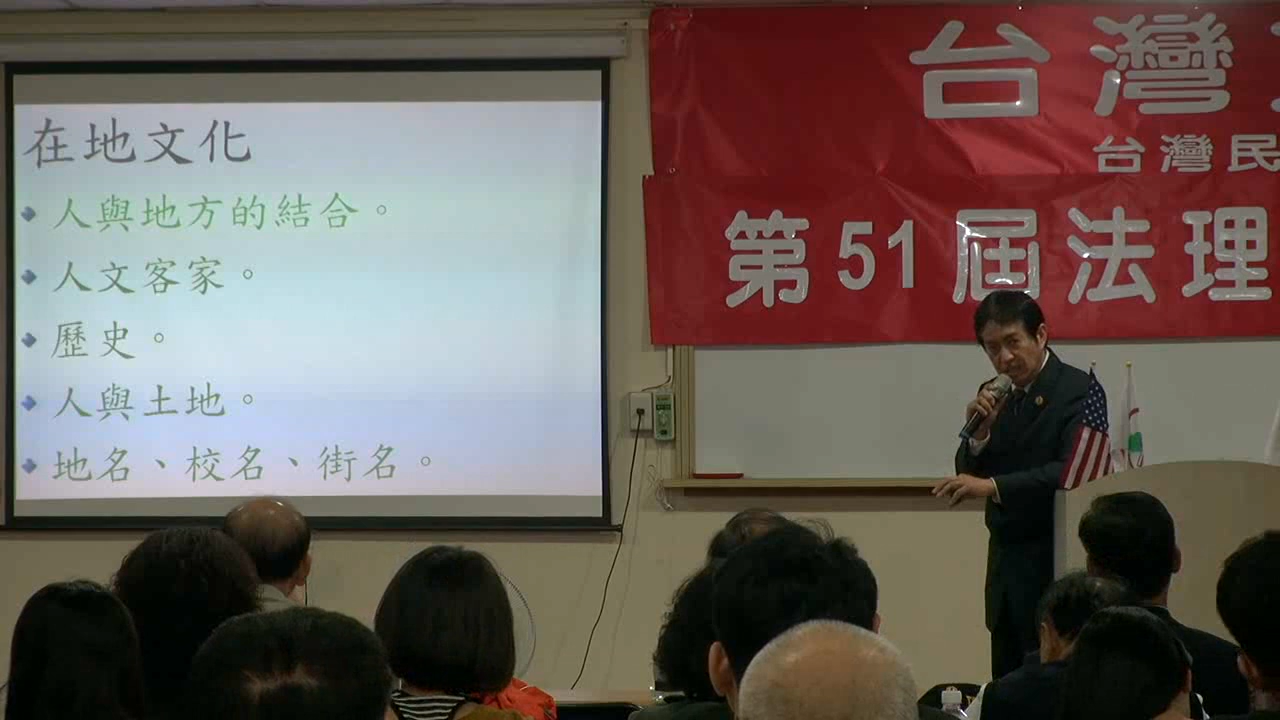 在地文化
人與地方的結合。
人文客家。
歷史。
人與土地。
地名、校名、街名。
台灣
台灣民
第51屆法理